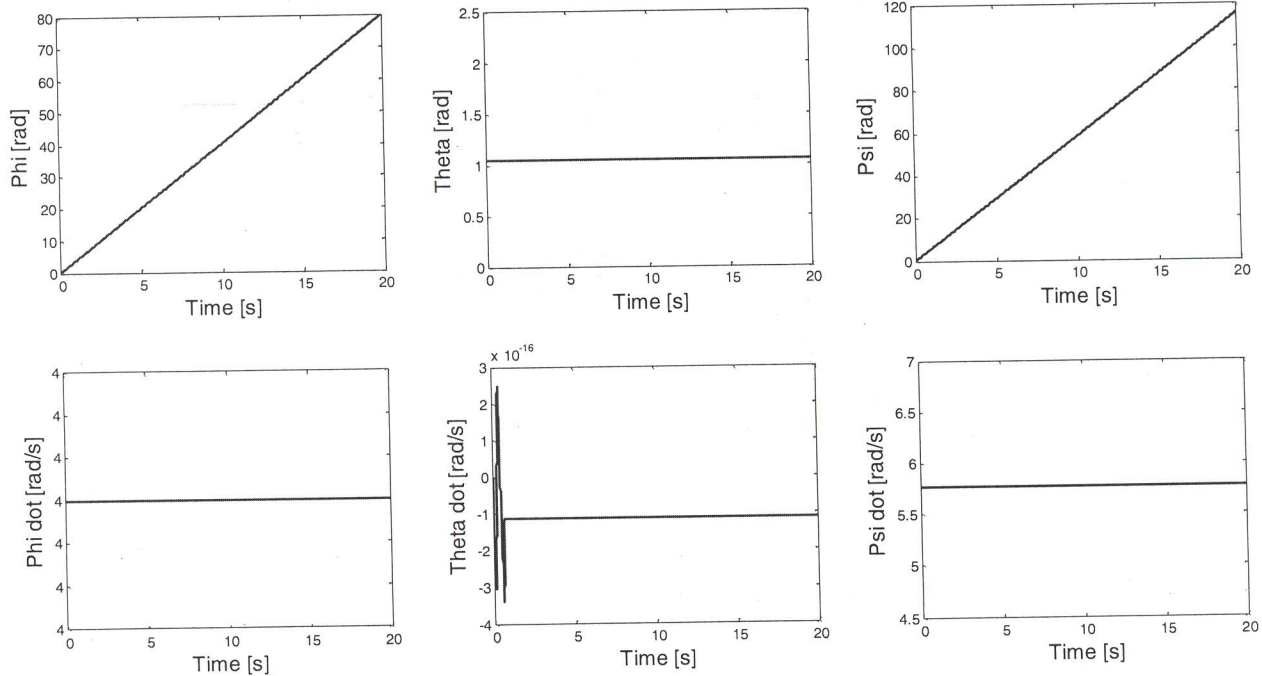 80
70
60
50
40
30
20
10
0
Phi [rad]
0 5 10 15 20
Time [s]
2.5
2
1.5
1
0.5
0
Theta [rad]
0 5 10 15 20
Time [s]
120
100
80
60
40
20
0
Psi [rad]
0 5 10 15 20
Time [s]
4
4
4
4
4
4
4
Phi dot [rad/s]
0 5 10 15 20
Time [s]
x 10-16
3
2
1
0
-1
-2
-3
-4
Theta dot [rad/s]
0 5 10 15 20
Time [s]
7
6.5
6
5.5
5
4.5
Psi dot [rad/s]
0 5 10 15 20
Time [s]